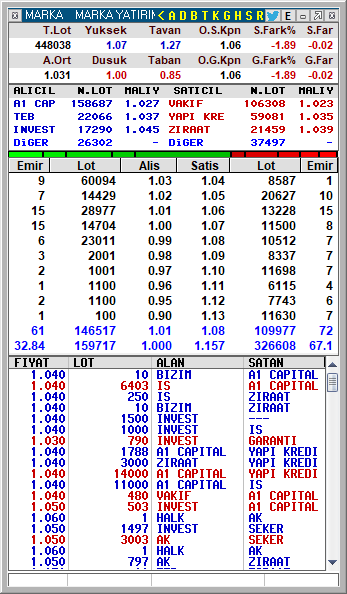 MARKA MARKA YATIRIM <ADBTKGHSR E
T.Lot Yuksek Tavan O.S.Kpn S.Fark% S.Far
448038 1.07 1.27 1.06 -1.89 -0.02
A.Ort Dusuk Taban O.G.Kpn G.Fark% G.Far
1.031 1.00 0.85 1.06 -1.89 -0.02
ALICIL N.LOT MALIY SATICIL N.LOT MALIY
A1 CAP 158687 1.027 VAKIF 106308 1.023
TEB 22066 1.037 YAPI KRE 59081 1.035
INVEST 17290 1.045 ZIRAAT 21459 1.039
DiGER 26302 - DiGER 37497 -
Emir Lot Alis Satis Lot Emir
9 60094 1.03 1.04 8587 1
7 14429 1.02 1.05 20627 10
15 28977 1.01 1.06 13228 15
15 14704 1.00 1.07 11500 8
6 23011 0.99 1.08 10512 7
3 2001 0.98 1.09 8337 7
2 1001 0.97 1.10 11698 7
1 1100 0.96 1.11 6115 4
2 1100 0.95 1.12 7743 6
1 100 0.90 1.13 11630 7
61 146517 1.01 1.08 109977 72
32.84 159717 1.000 1.157 326608 67.1
FIYAT LOT ALAN SATAN
1.040 10 BIZIM A1 CAPITAL
1.040 6403 IS A1 CAPITAL
1.040 250 IS ZIRAAT
1.040 10 BIZIM ZIRAAT
1.040 1500 INVEST ---
1.040 1000 INVEST IS
1.030 790 INVEST GARANTI
1.040 1788 A1 CAPITAL YAPI KREDI
1.040 3000 ZIRAAT YAPI KREDI
1.040 14000 A1 CAPITAL YAPI KREDI
1.040 11000 A1 CAPITAL IS
1.040 480 VAKIF A1 CAPITAL
1.050 503 INVEST A1 CAPITAL
1.060 1 HALK AK
1.050 1497 INVEST SEKER
1.050 3003 AK SEKER
1.060 1 HALK AK
1.050 797 AK ZIRAAT